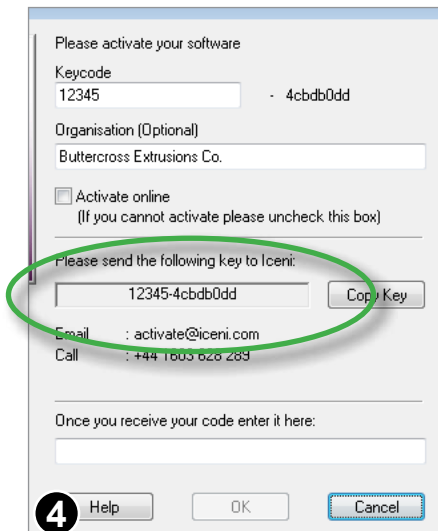 Please activate your software
Keycode
12345 - 4cbdb0dd
Organisation (Optional)
Buttercross Extrusions Co.
Activate online
(If you cannot activate please uncheck this box)
Please send the following key to Iceni:
12345-4cbdb0dd Copy Key
Email : activate@iceni.com
Call : +44 1603 628 289
Once you receive your code enter it here:
4 Help OK Cancel